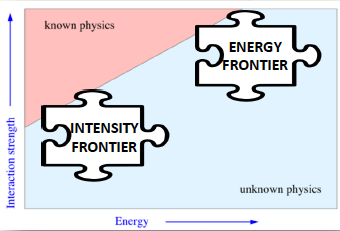 known physics
ENERGY
FRONTIER
INTENSITY
FRONTIER
unknown physics
Interaction strength
Energy